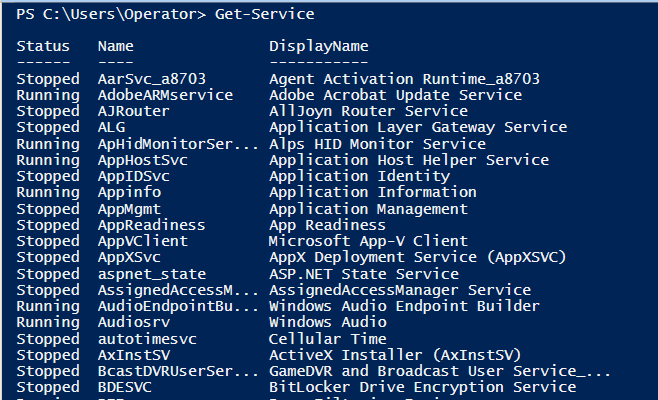 PS C:\Users\Operator> Get-Service
Status Name DisplayName
------ ---- -----------
Stopped AarSvc_a8703 Agent Activation Runtime_a8703
Running AdobeARMservice Adobe Acrobat Update Service
Stopped AJRouter AllJoyn Router Service
Stopped ALG Application Layer Gateway Service
Running ApHidMonitorSer... Alps HID Monitor Service
Running AppHostSvc Application Host Helper Service
Stopped AppIDSvc Application Identity
Running Appinfo Application Information
Stopped AppMgmt Application Management
Stopped AppReadiness App Readiness
Stopped AppVClient Microsoft App-V Client
Stopped AppXSvc AppX Deployment Service (AppXSVC)
Stopped aspnet_state ASP.NET State Service
Stopped AssignedAccessM... AssignedAccessManager Service
Running AudioEndpointBu... Windows Audio Endpoint Builder
Running Audiosrv Windows Audio
Stopped autotimesvc Cellular Time
Stopped AxInstSV ActiveX Installer (AxInstSV)
Stopped BcastDVRUserSer... GameDVR and Broadcast User Service_...
Stopped BDESVC BitLocker Drive Encryption Service